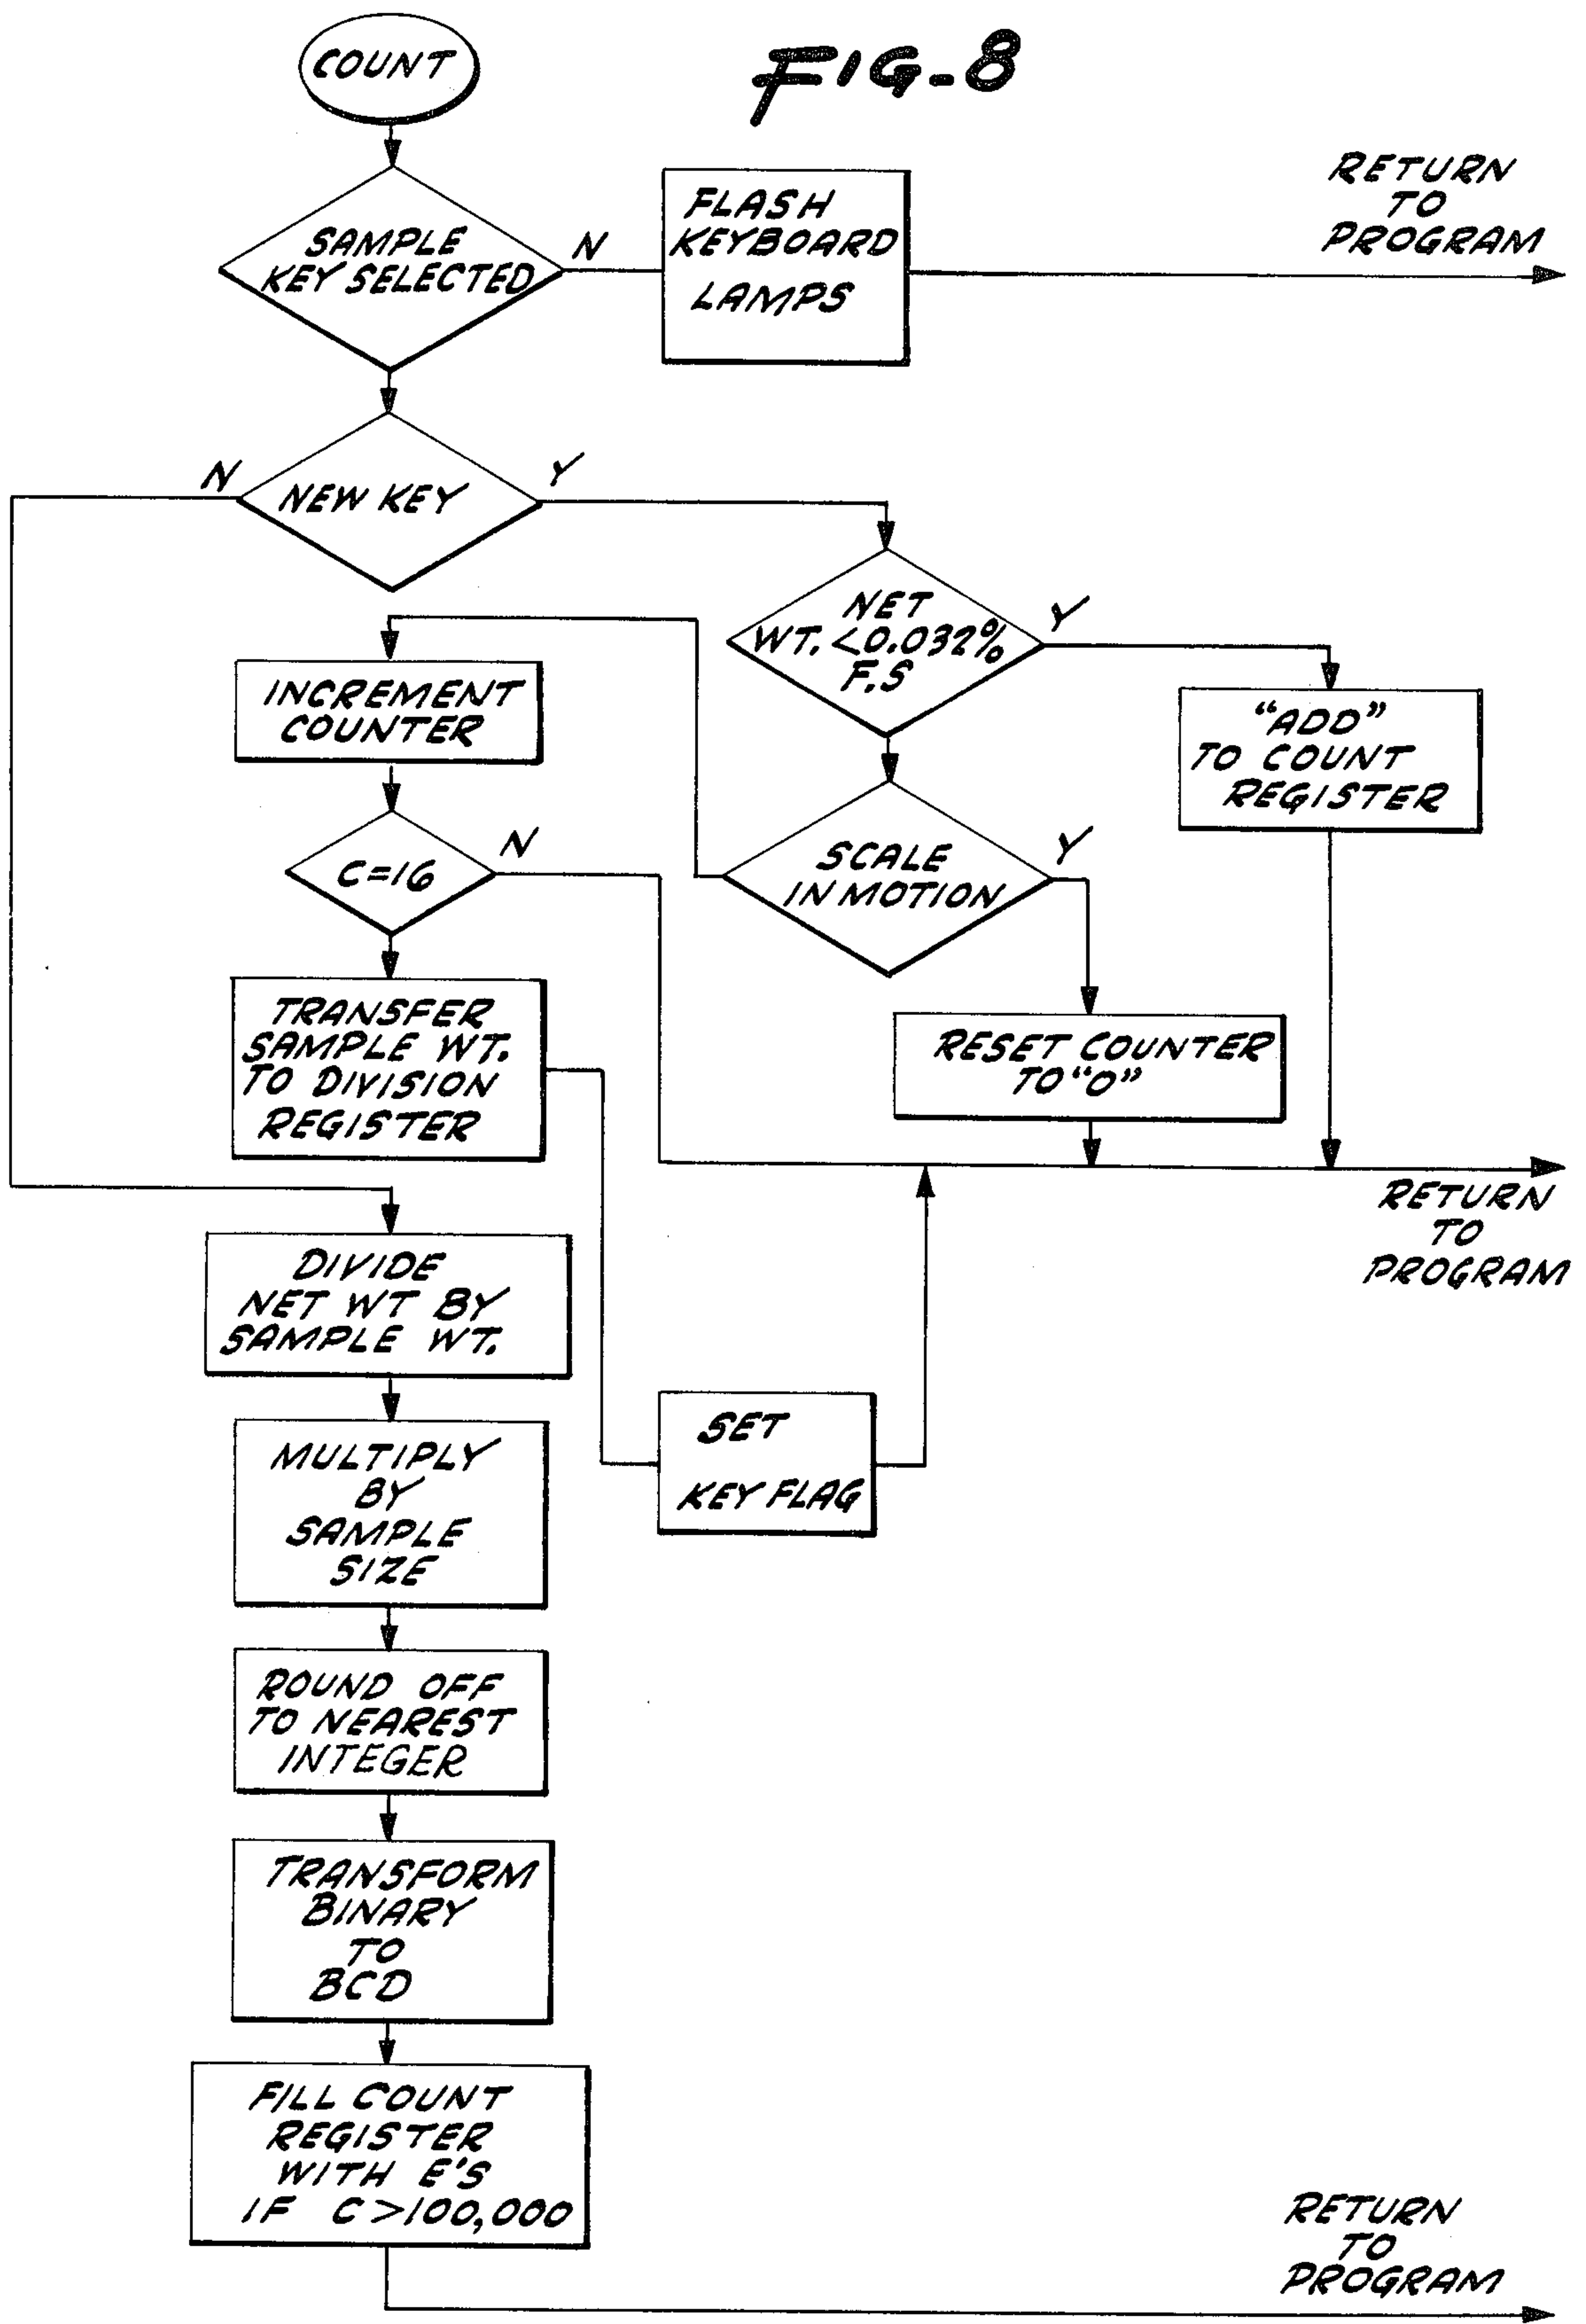 FIG-8
COUNT
SAMPLE
KEY SELECTED
N
FLASH
KEYBOARD
LAMPS
RETURN
TO
PROGRAM
N
NEW KEY
Y
NET
WT. <0.032%
F.S
Y
"ADD"
TO COUNT
REGISTER
INCREMENT
COUNTER
C=16
N
SCALE
IN MOTION
Y
TRANSFER
SAMPLE WT.
TO DIVISION
REGISTER
RESET COUNTER
TO "0"
RETURN
TO
PROGRAM
DIVIDE
NET WT BY
SAMPLE WT.
SET
KEY FLAG
MULTIPLY
BY
SAMPLE
SIZE
ROUND OFF
TO NEAREST
INTEGER
TRANSFORM
BINARY
TO
BCD
FILL COUNT
REGISTER
WITH E'S
IF C >100,000
RETURN
TO
PROGRAM